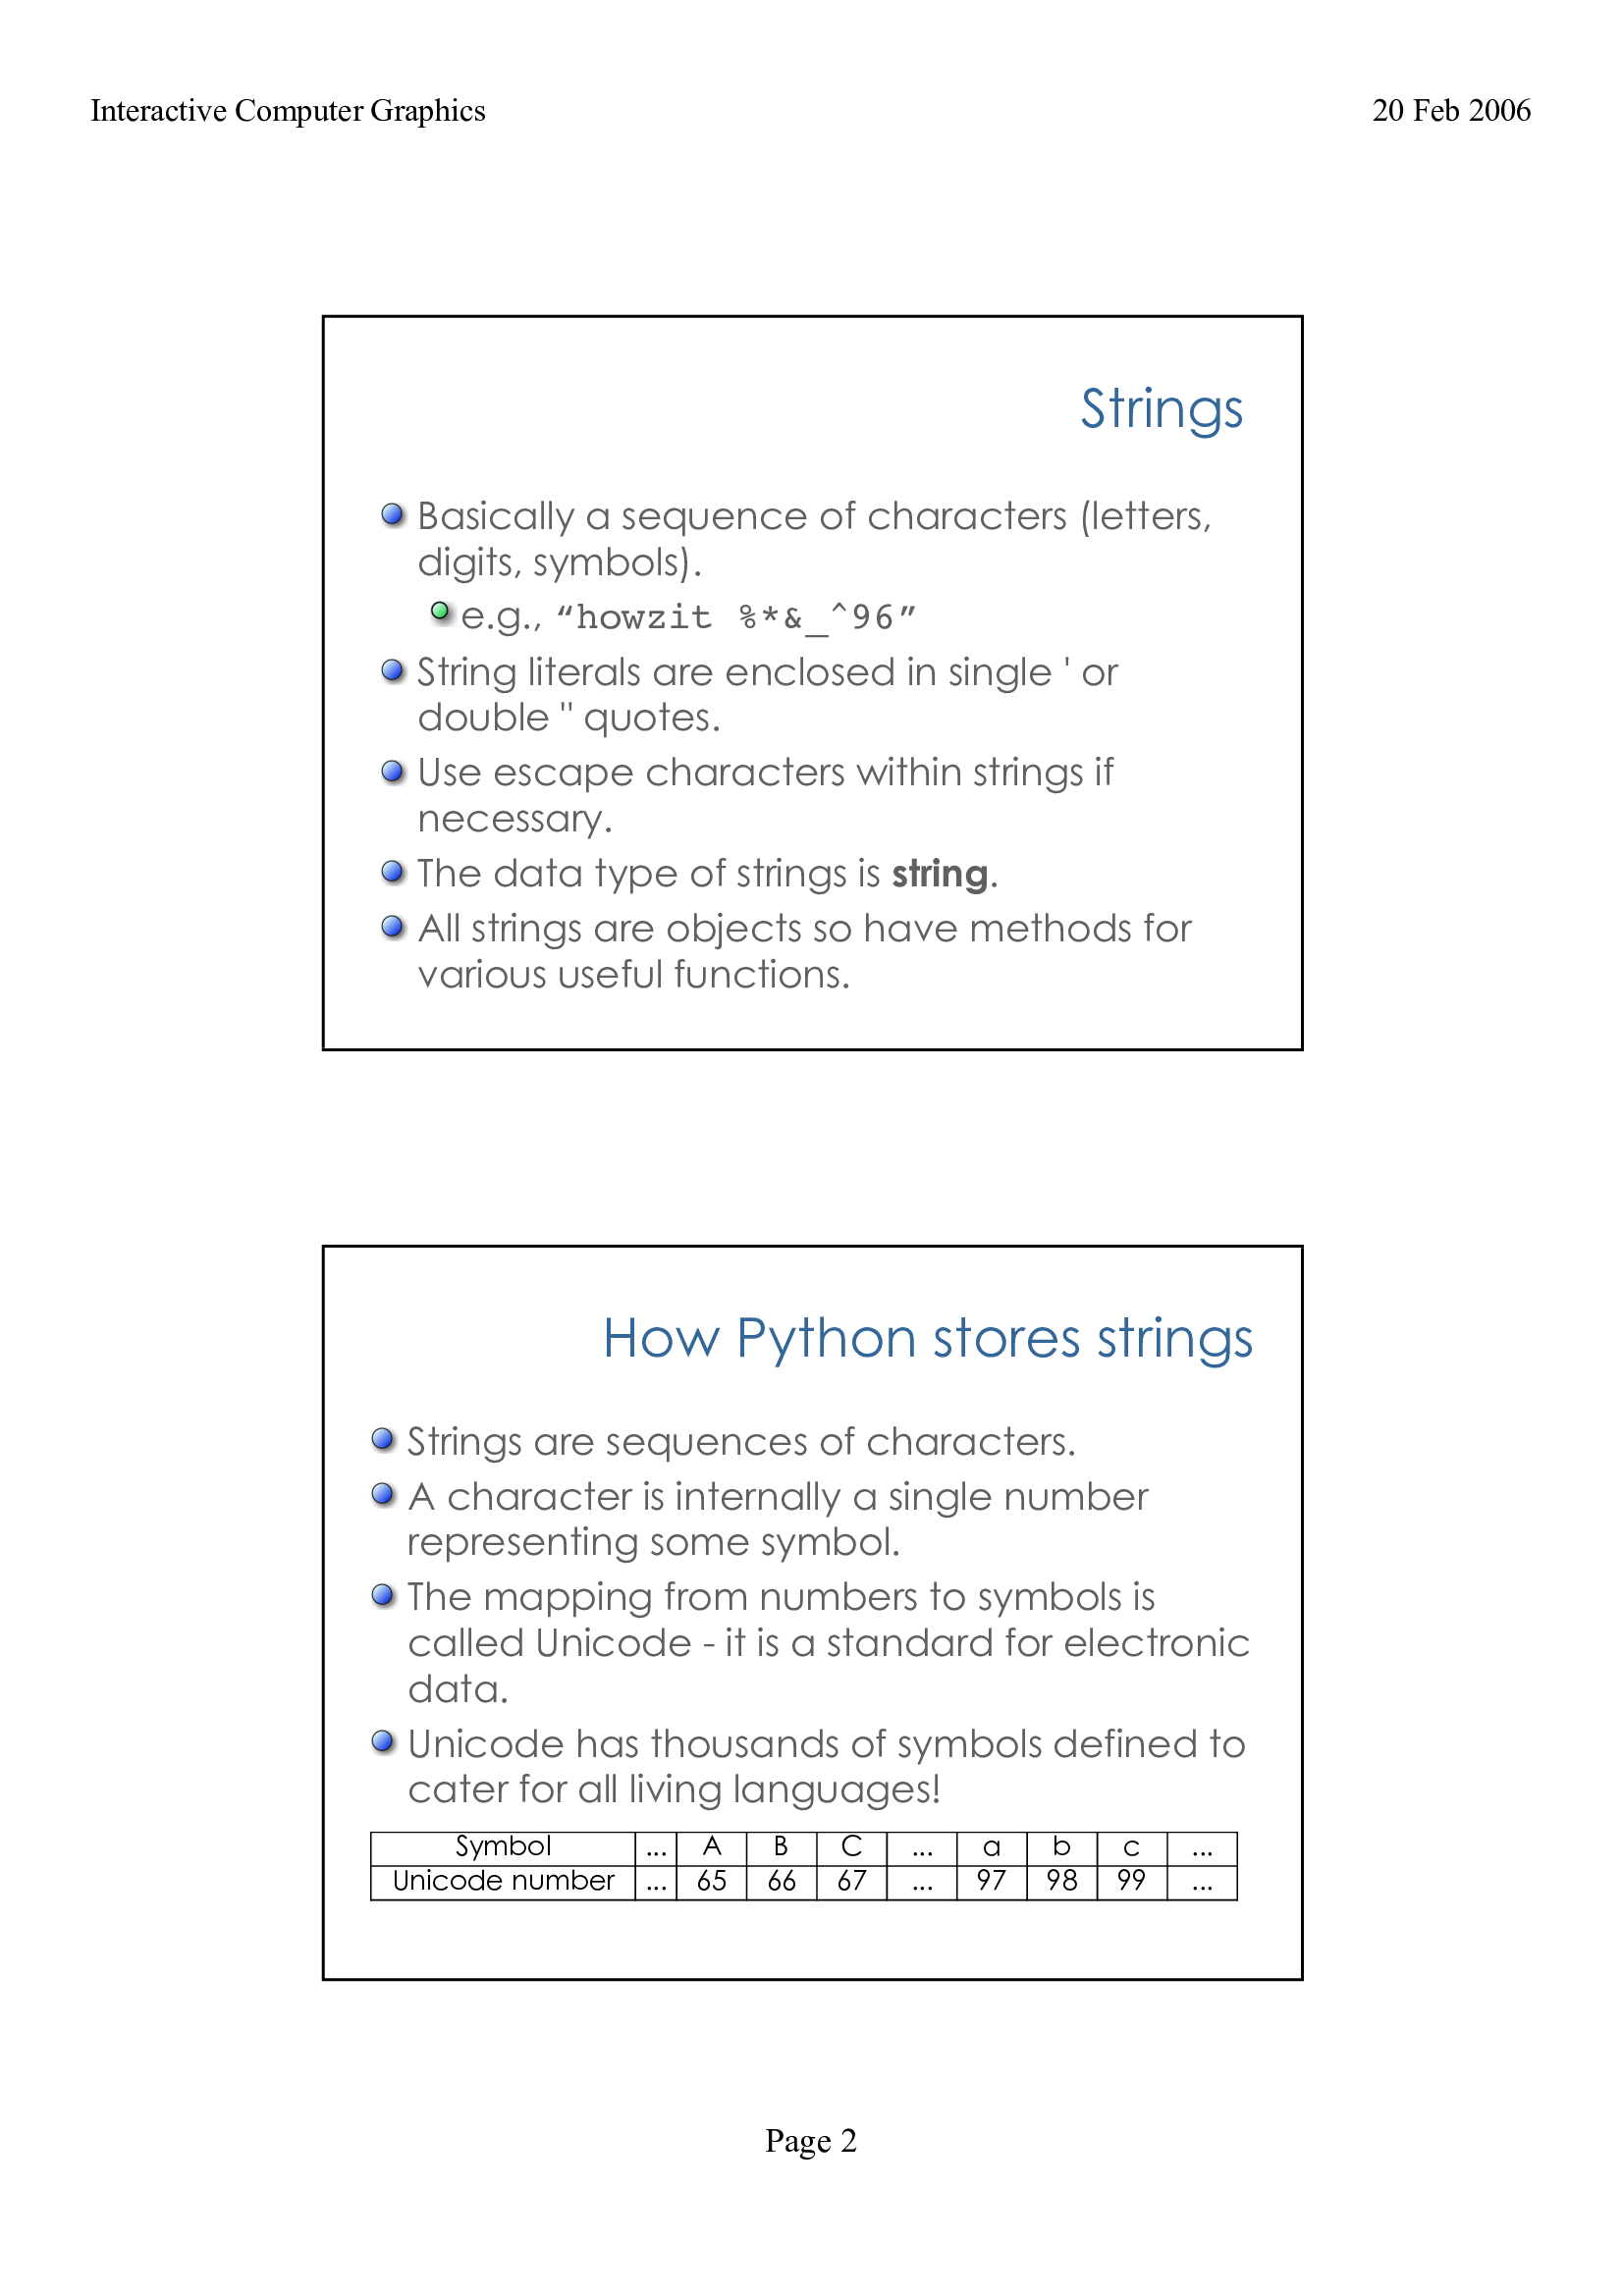 Interactive Computer Graphics 20 Feb 2006
Strings
Basically a sequence of characters (letters,
digits, symbols).
e.g., “howzit %*&_^96”
String literals are enclosed in single ' or
double " quotes.
Use escape characters within strings if
necessary.
The data type of strings is string.
All strings are objects so have methods for
various useful functions.
How Python stores strings
Strings are sequences of characters.
A character is internally a single number
representing some symbol.
The mapping from numbers to symbols is
called Unicode - it is a standard for electronic
data.
Unicode has thousands of symbols defined to
cater for all living languages!
Symbol ... A B C ... a b c ...
Unicode number ... 65 66 67 ... 97 98 99 ...
Page 2